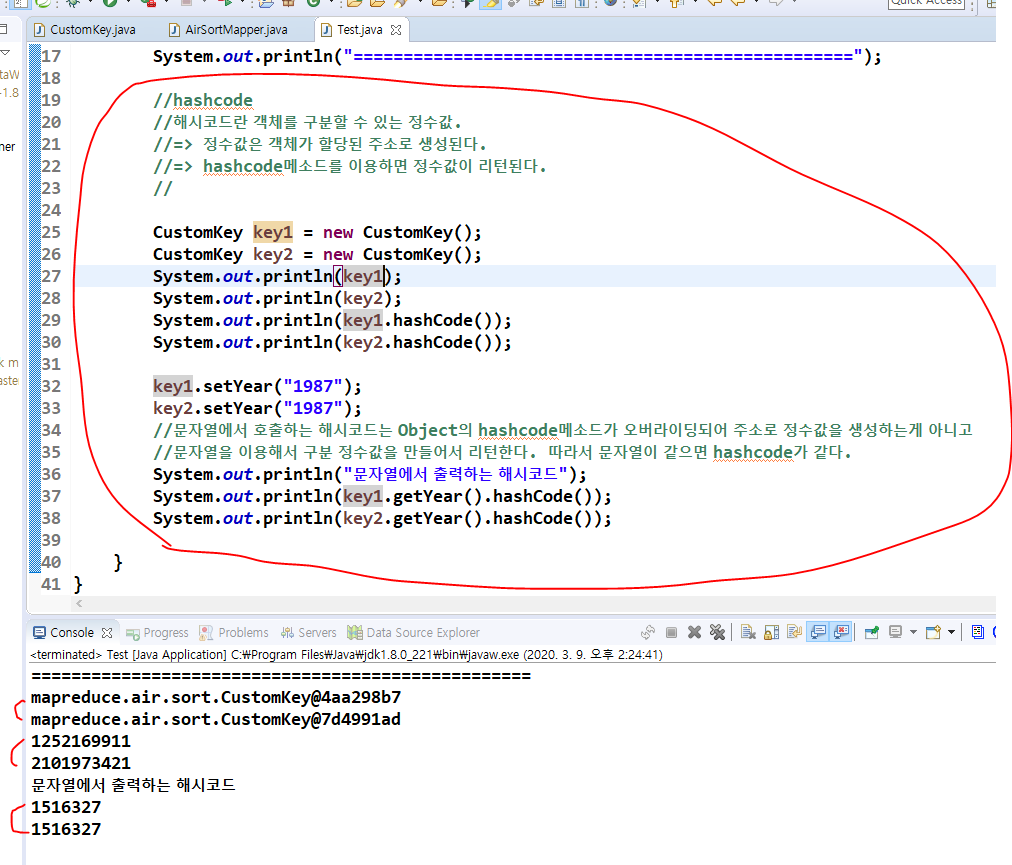 Quick Access
CustomKey.java
AirSortMapper.java
Test.java
17 System.out.println("==================================================");
18
19 //hashcode
20 //해시코드란 객체를 구분할 수 있는 정수값.
21 //=> 정수값은 객체가 할당된 주소로 생성된다.
22 //=> hashcode메소드를 이용하면 정수값이 리턴된다.
23 //
24
25 CustomKey key1 = new CustomKey();
26 CustomKey key2 = new CustomKey();
27 System.out.println(key1);
28 System.out.println(key2);
29 System.out.println(key1.hashCode());
30 System.out.println(key2.hashCode());
31
32 key1.setYear("1987");
33 key2.setYear("1987");
34 //문자열에서 호출하는 해시코드는 Object의 hashcode메소드가 오버라이딩되어 주소로 정수값을 생성하는게 아니고
35 //문자열을 이용해서 구분 정수값을 만들어서 리턴한다. 따라서 문자열이 같으면 hashcode가 같다.
36 System.out.println("문자열에서 출력하는 해시코드");
37 System.out.println(key1.getYear().hashCode());
38 System.out.println(key2.getYear().hashCode());
39
40 }
41 }
Console Progress Problems Servers Data Source Explorer
<terminated> Test [Java Application] C:₩Program Files₩Java₩jdk1.8.0_221₩bin₩javaw.exe (2020. 3. 9. 오후 2:24:41)
==================================================
mapreduce.air.sort.CustomKey@4aa298b7
mapreduce.air.sort.CustomKey@7d4991ad
1252169911
2101973421
문자열에서 출력하는 해시코드
1516327
1516327